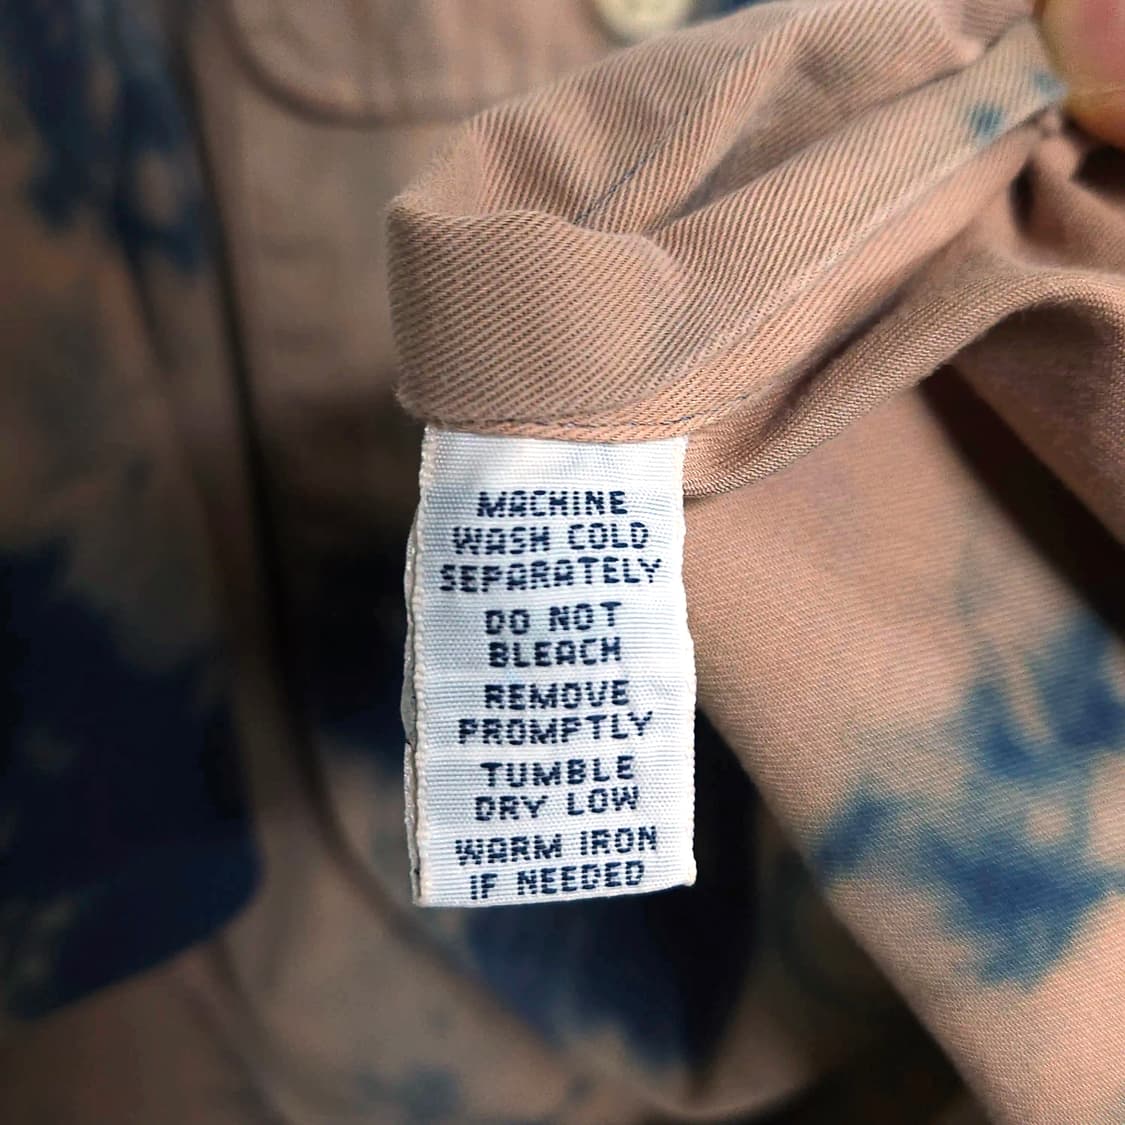 MACHINE
WASH COLD
SEPARATELY
DO NOT
BLEACH
REMOVE
PROMPTLY
TUMBLE
DRY LOW
WARM IRON
IF NEEDED